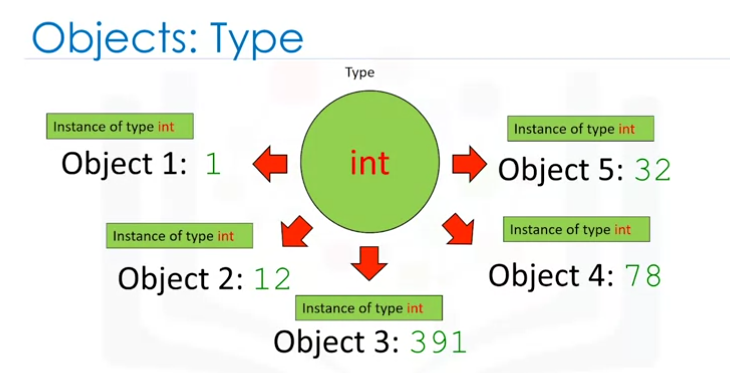 Objects: Type
Type
int
Instance of type int
Object 1: 1
Instance of type int
Object 2: 12
Instance of type int
Object 3: 391
Instance of type int
Object 4: 78
Instance of type int
Object 5: 32